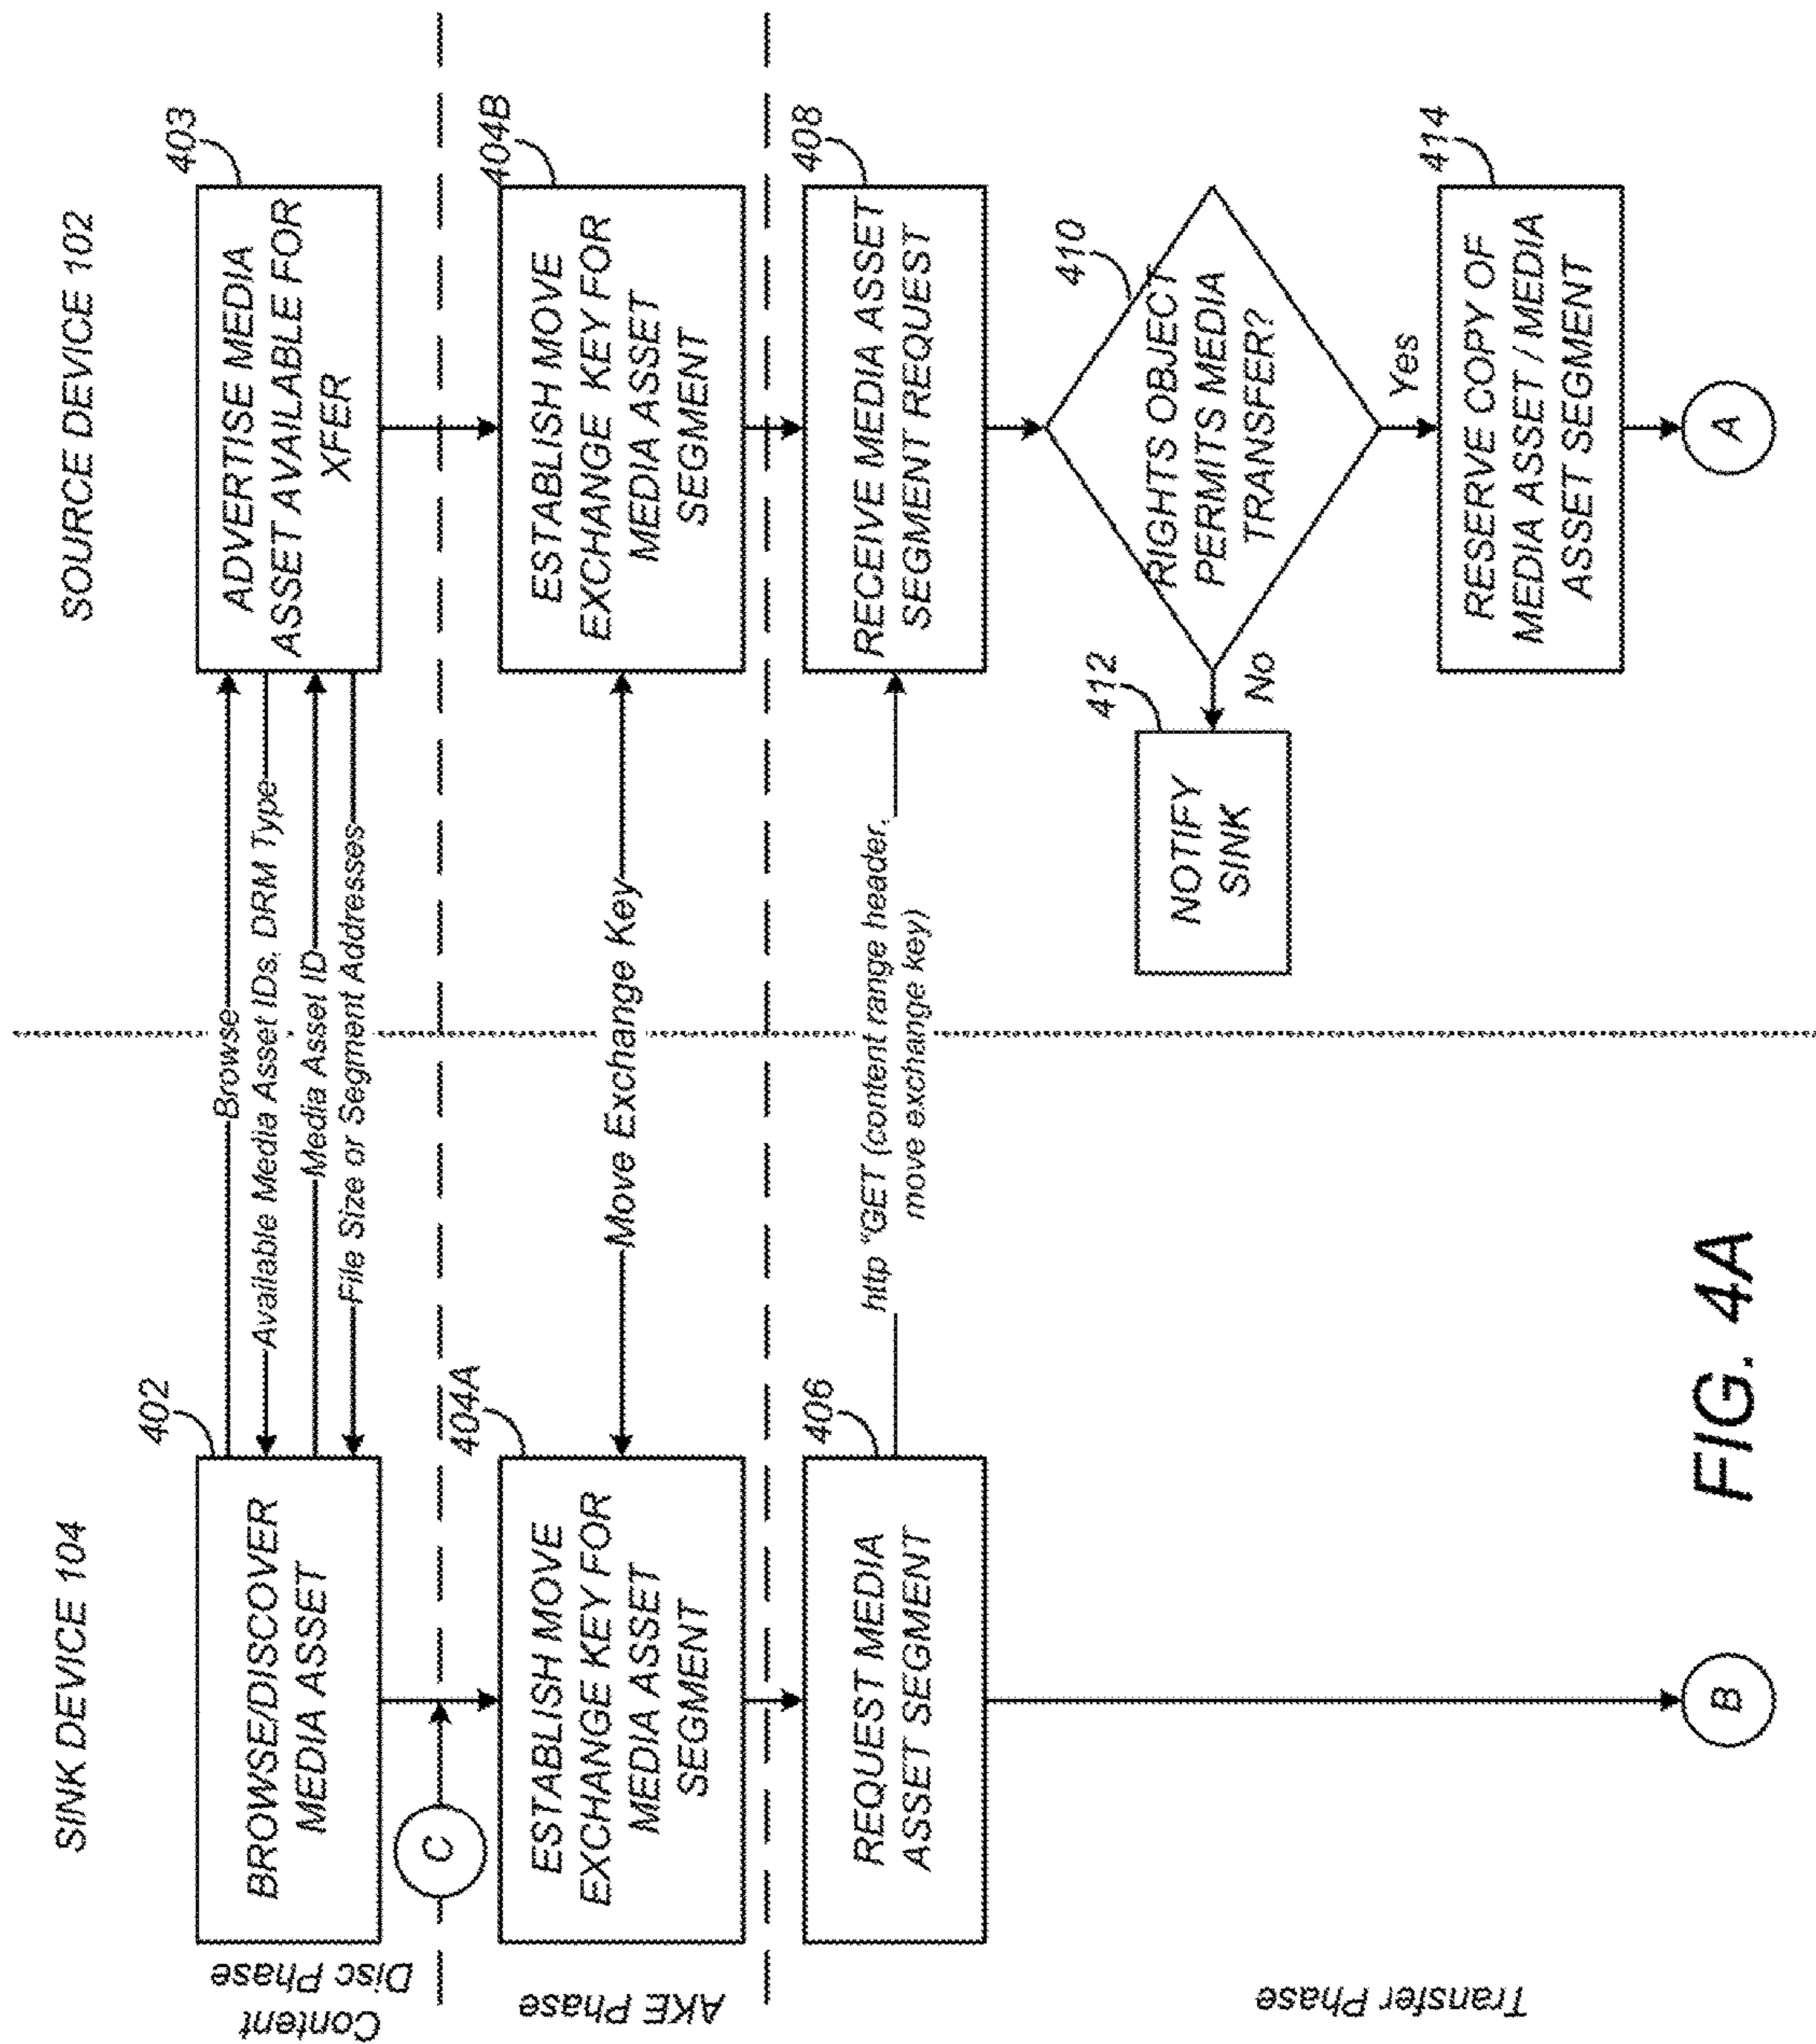 SINK DEVICE 104
SOURCE DEVICE 102
402
403
BROWSE/DISCOVER
MEDIA ASSET
Browse
Available Media Asset IDs, DRM Type
Media Asset ID
File Size or Segment Addresses
ADVERTISE MEDIA
ASSET AVAILABLE FOR
XFER
Content
Disc Phase
C
404A
404B
ESTABLISH MOVE
EXCHANGE KEY FOR
MEDIA ASSET
SEGMENT
Move Exchange Key
ESTABLISH MOVE
EXCHANGE KEY FOR
MEDIA ASSET
SEGMENT
AKE Phase
406
408
REQUEST MEDIA
ASSET SEGMENT
http "GET (content range header,
move exchange key)
RECEIVE MEDIA ASSET
SEGMENT REQUEST
410
RIGHTS OBJECT
PERMITS MEDIA
TRANSFER?
412
No
NOTIFY
SINK
Yes
Transfer Phase
414
RESERVE COPY OF
MEDIA ASSET / MEDIA
ASSET SEGMENT
B
A
FIG. 4A